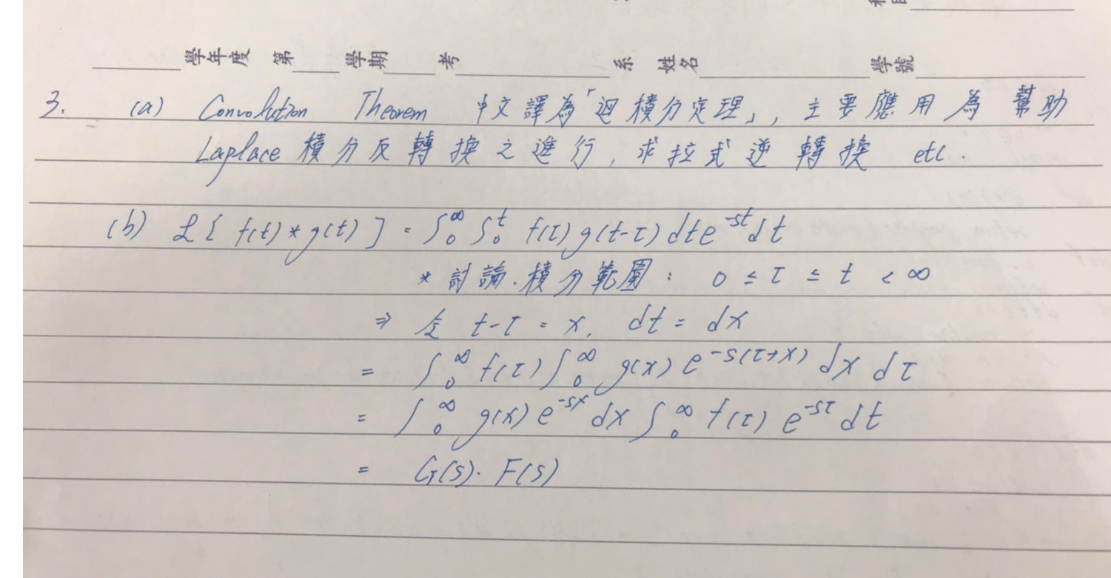 學年度 第 學期 考 系 姓名 學號
3. (a) Convolution Theorem 中文譯為「迴積分定理」, 主要應用為幫助
Laplace 積分反轉換之進行, 求拉式逆轉換 etc.
(b) ℒ{ f(t)*g(t) ] = ∫₀^∞ ∫₀^t f(τ) g(t-τ) dt e^-st dt
* 討論.積分範圍: 0 ≤ τ ≤ t < ∞
⇒ 令 t-τ = x, dt = dx
= ∫₀^∞ f(τ) ∫₀^∞ g(x) e^-s(τ+x) dx dτ
= ∫₀^∞ g(x) e^-sx dx ∫₀^∞ f(τ) e^-sτ dt
= G(s). F(s)